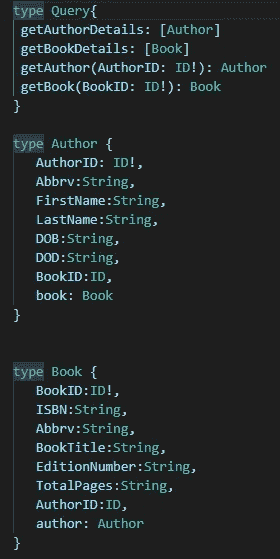 type Query{
getAuthorDetails: [Author]
getBookDetails: [Book]
getAuthor(AuthorID: ID!): Author
getBook(BookID: ID!): Book
}
type Author {
AuthorID: ID!,
Abbrv:String,
FirstName:String,
LastName:String,
DOB:String,
DOD:String,
BookID:ID,
book: Book
}
type Book {
BookID:ID!,
ISBN:String,
Abbrv:String,
BookTitle:String,
EditionNumber:String,
TotalPages:String,
AuthorID:ID,
author: Author
}